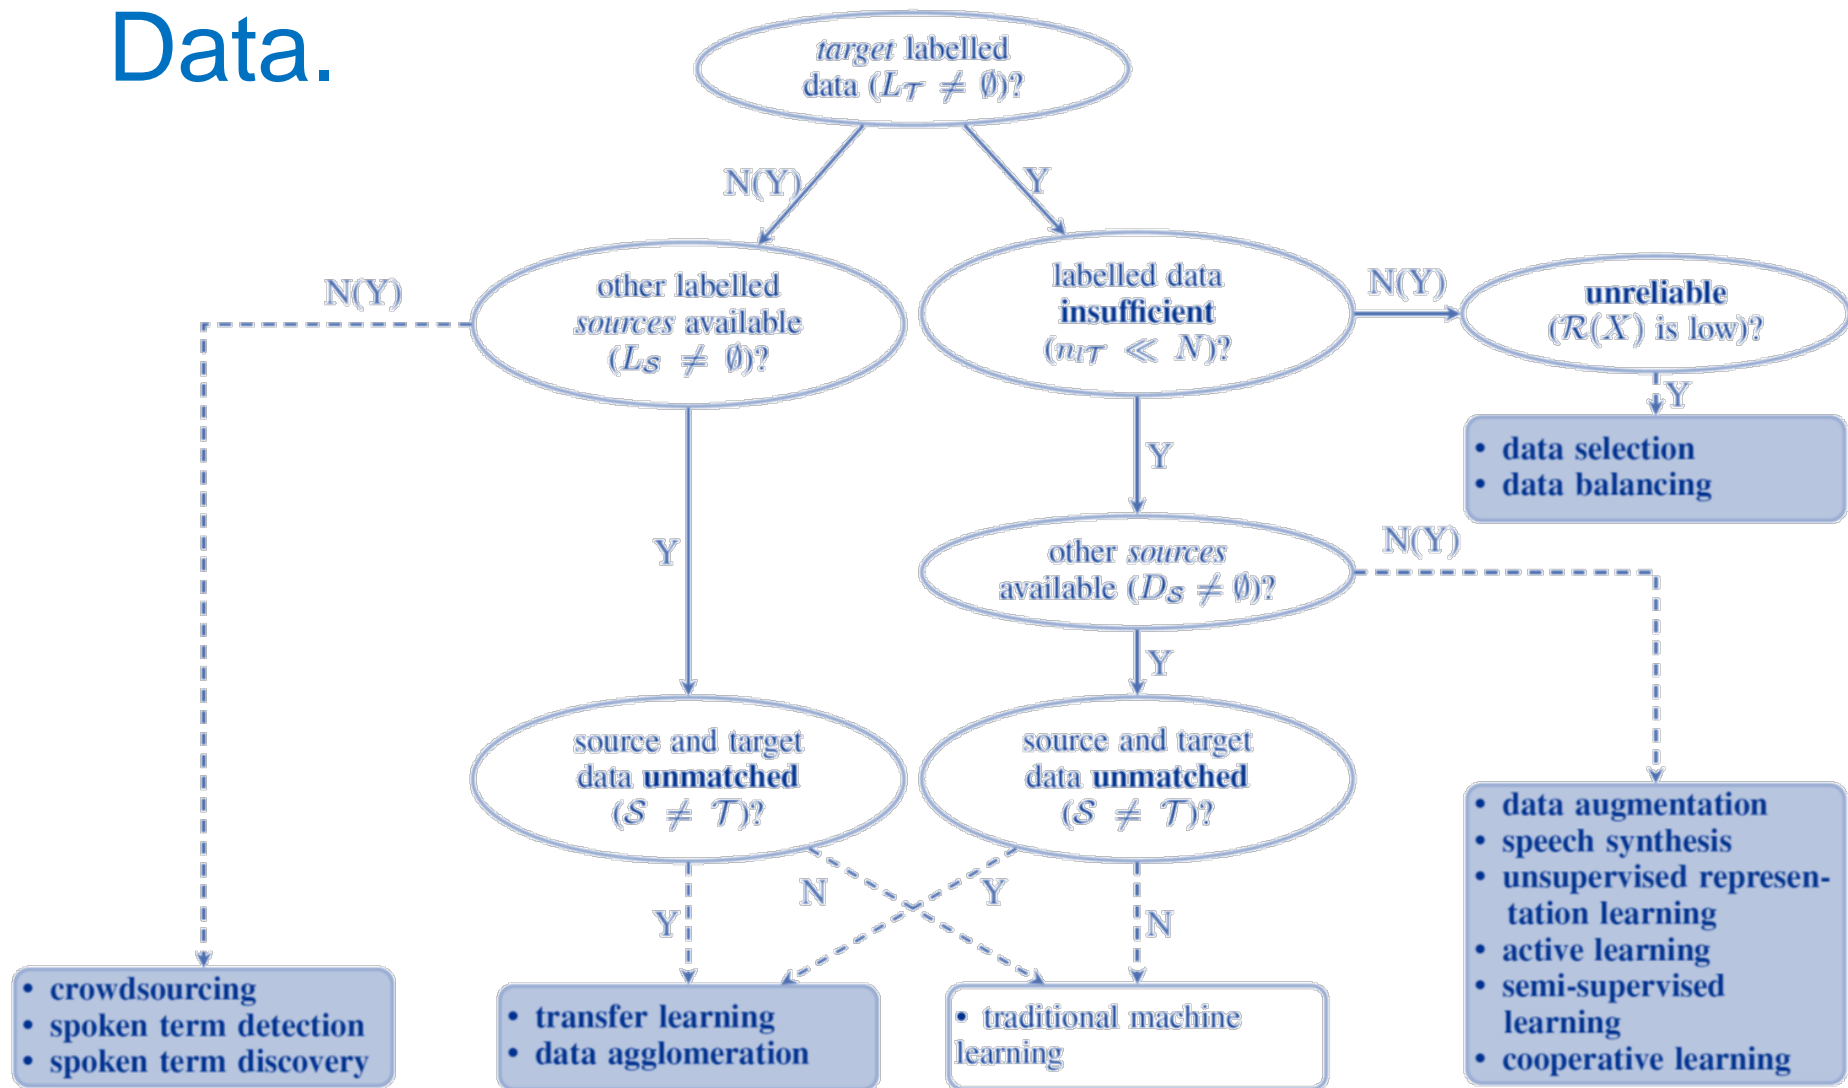 Data.
target labelled
data (L𝒯 ≠ ∅)?
N(Y)
Y
other labelled
sources available
(L𝒮 ≠ ∅)?
labelled data
insufficient
(nl𝒯 ≪ N)?
N(Y)
unreliable
(ℛ(X) is low)?
N(Y)
Y
• data selection
• data balancing
Y
Y
other sources
available (D𝒮 ≠ ∅)?
N(Y)
Y
source and target
data unmatched
(𝒮 ≠ 𝒯)?
source and target
data unmatched
(𝒮 ≠ 𝒯)?
Y
N
Y
N
• crowdsourcing
• spoken term detection
• spoken term discovery
• transfer learning
• data agglomeration
• traditional machine
learning
• data augmentation
• speech synthesis
• unsupervised represen-
tation learning
• active learning
• semi-supervised
learning
• cooperative learning